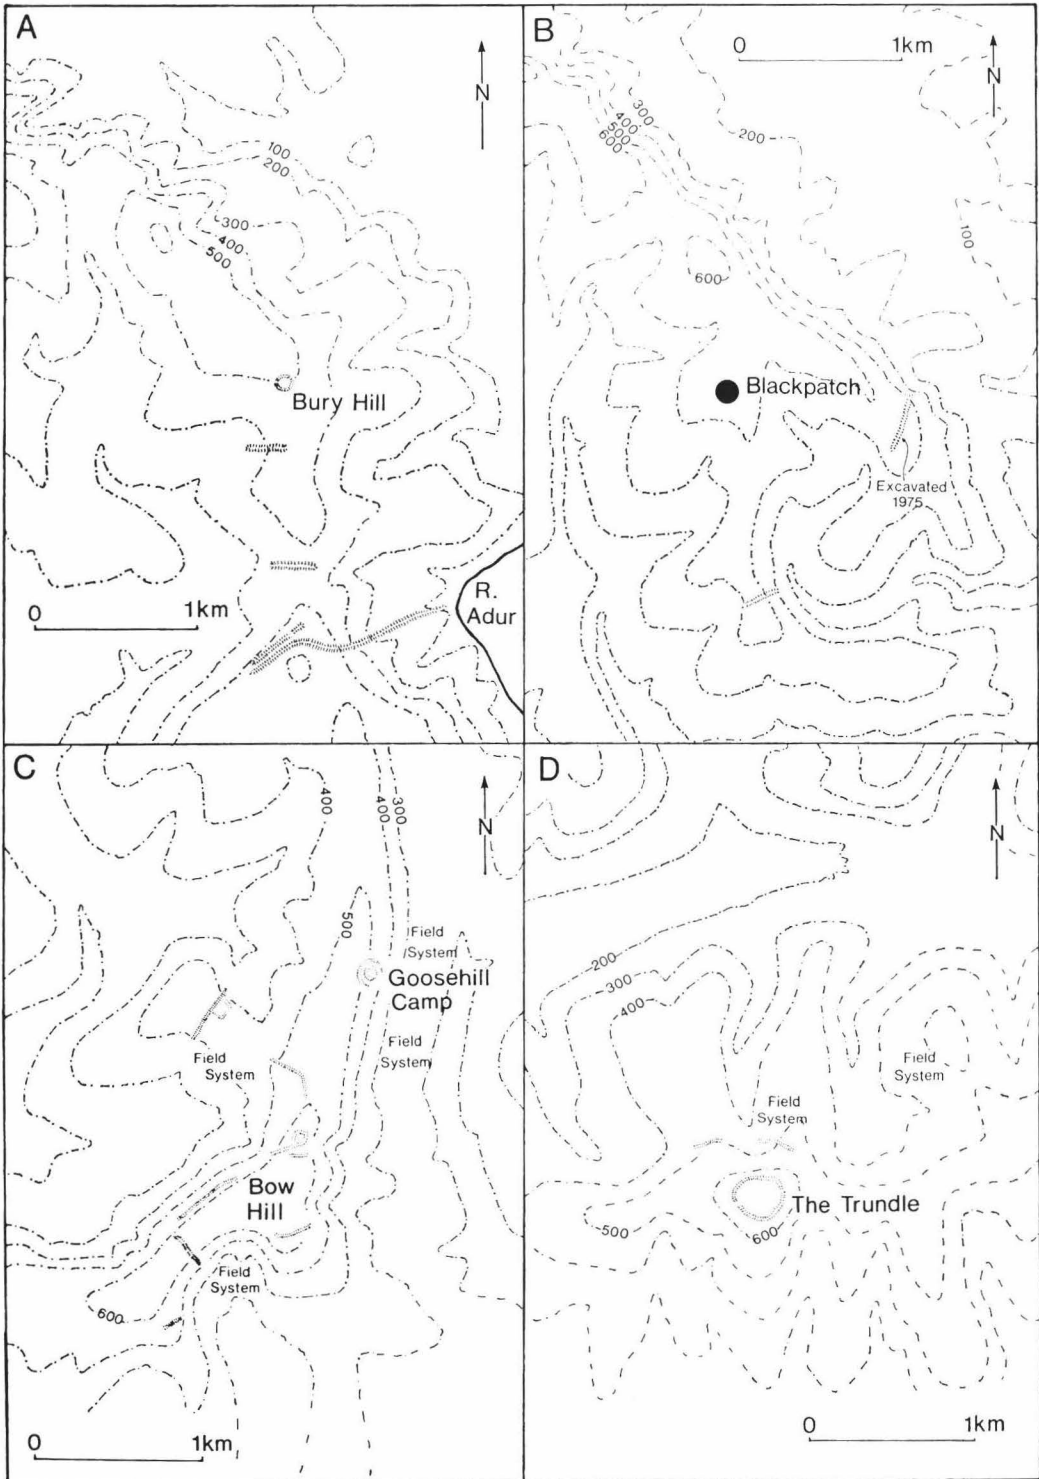 A
N
100
200
300
400
500
Bury Hill
R.
Adur
0 1km
B
0 1km
N
300
400
500
600
200
100
600
Blackpatch
Excavated
1975
C
N
400
400
300
500
Field
System
Goosehill
Camp
Field
System
Field
System
Bow
Hill
Field
System
600
0 1km
D
N
200
300
400
Field
System
Field
System
The Trundle
500
600
0 1km